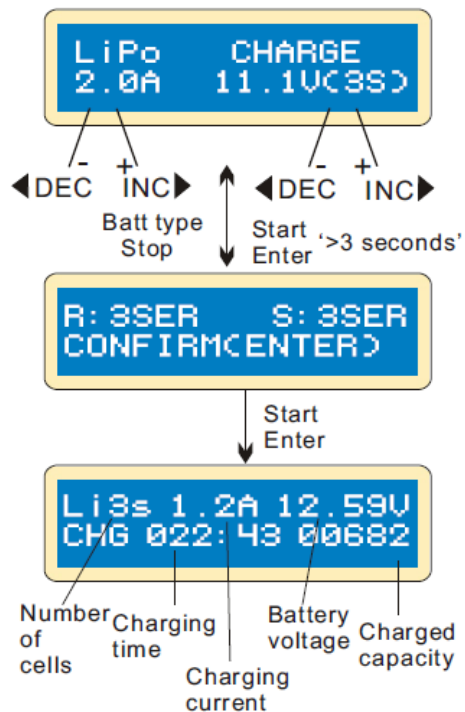 LiPo CHARGE
2.0A 11.1V(3S)
- + - +
◀DEC INC▶ ◀DEC INC▶
Batt type
Stop
Start
Enter '>3 seconds'
R: 3SER S: 3SER
CONFIRM(ENTER)
Start
Enter
Li3s 1.2A 12.59V
CHG 022:43 00682
Number
of
cells
Charging
time
Charging
current
Battery
voltage
Charged
capacity